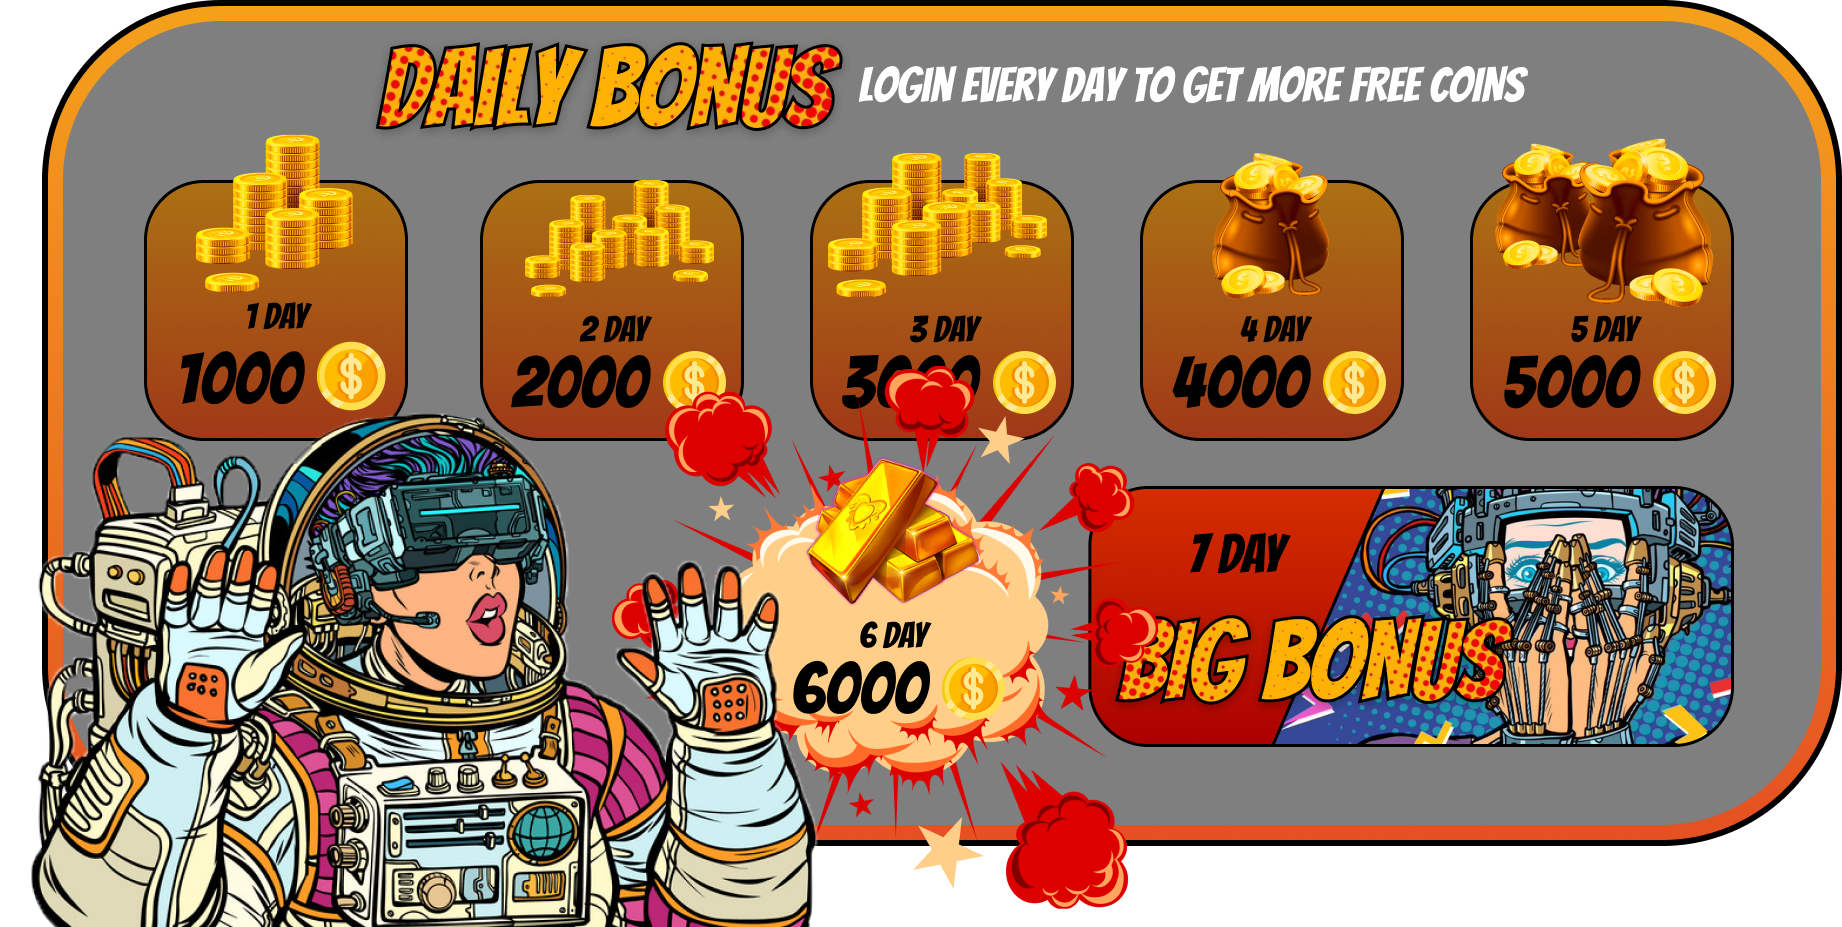 DAILY BONUS LOGIN EVERY DAY TO GET MORE FREE COINS
1 DAY
1000
2 DAY
2000
3 DAY
3000
4 DAY
4000
5 DAY
5000
6 DAY
6000
7 DAY
BIG BONUS